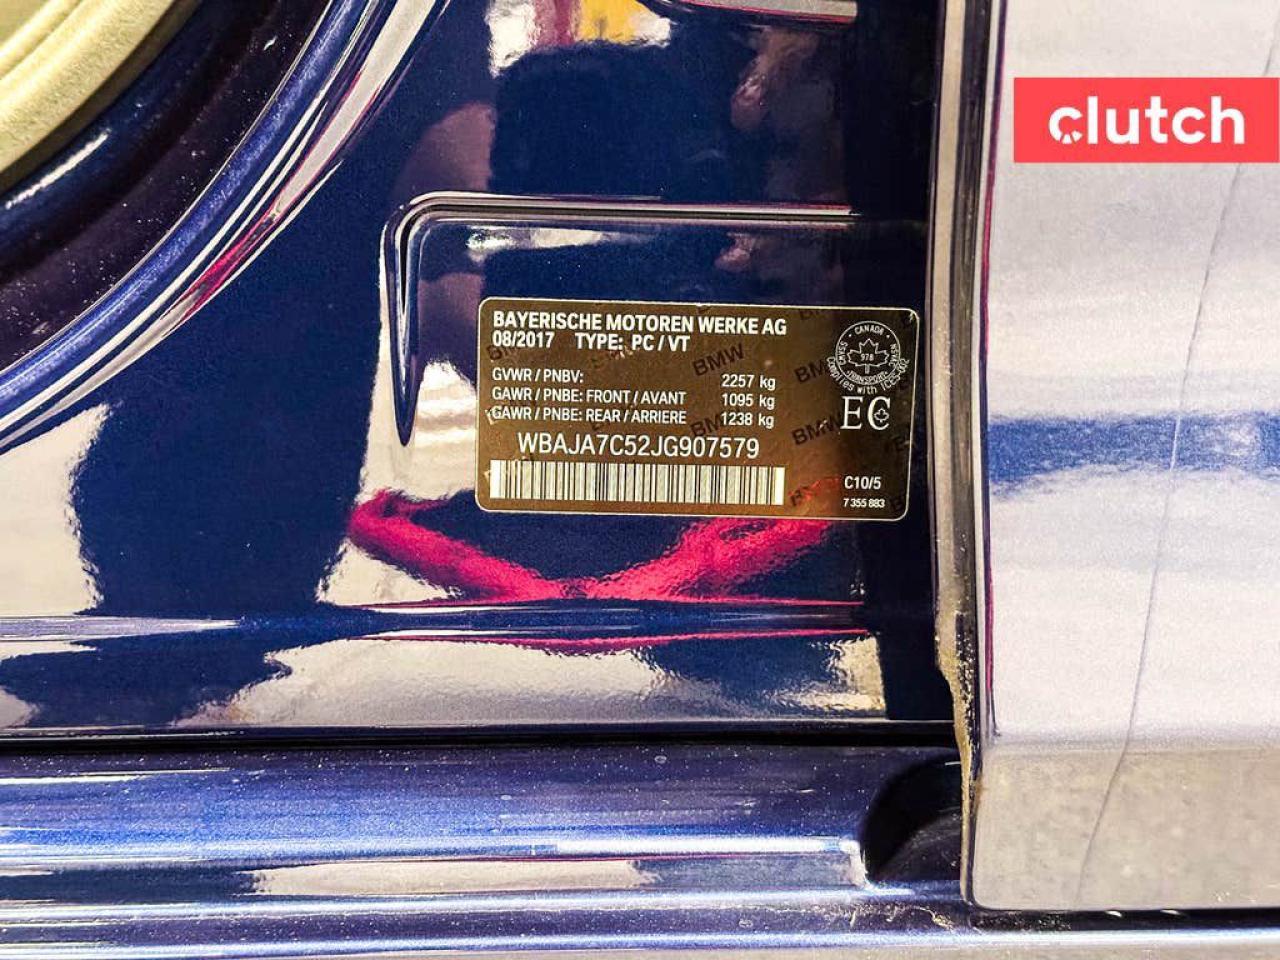 clutch
BAYERISCHE MOTOREN WERKE AG
08/2017 TYPE: PC / VT
GVWR / PNBV: 2257 kg
GAWR / PNBE: FRONT / AVANT 1095 kg
GAWR / PNBE: REAR / ARRIERE 1238 kg
WBAJA7C52JG907579
CANADA
978
TRANSPORT
EC
C10/5
7 355 883
BMW
BMW